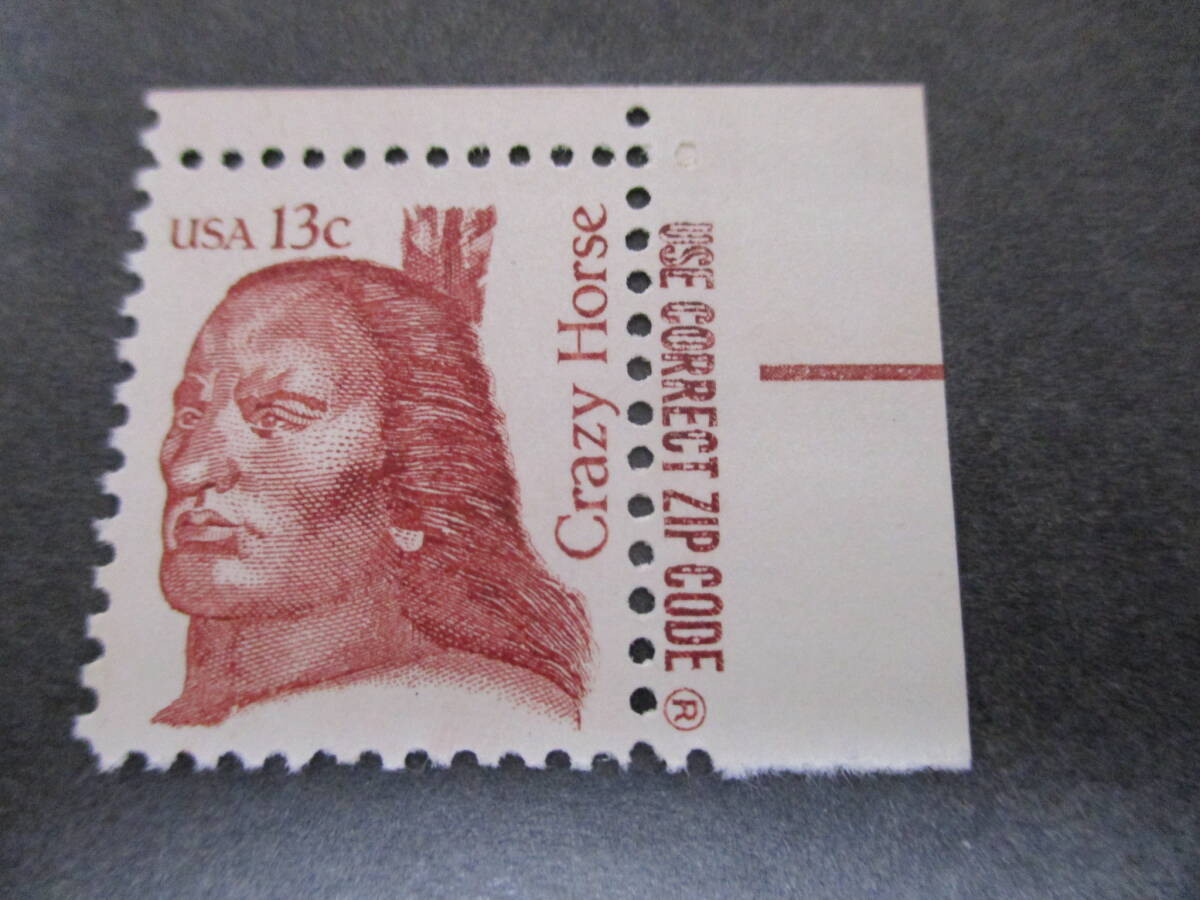 USA 13c
Crazy Horse
USE CORRECT ZIP CODE ®